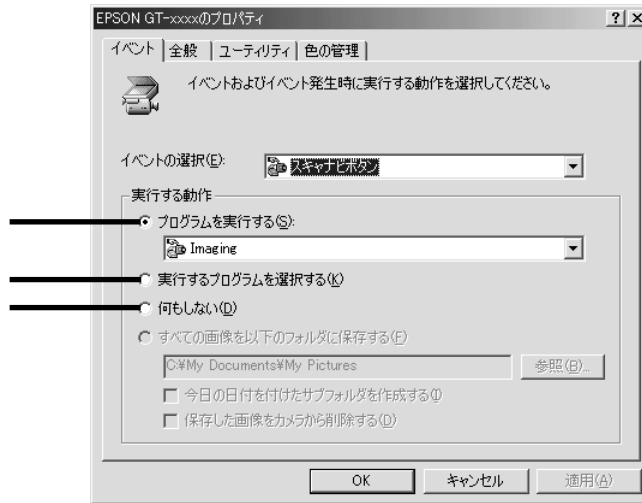 EPSON GT-xxxxのプロパティ
イベント 全般 ユーティリティ 色の管理
イベントおよびイベント発生時に実行する動作を選択してください。
イベントの選択(E): スキャナビボタン
実行する動作
プログラムを実行する(S):
Imaging
実行するプログラムを選択する(K)
何もしない(D)
すべての画像を以下のフォルダに保存する(F)
C:¥My Documents¥My Pictures 参照(B)...
今日の日付を付けたサブフォルダを作成する(I)
保存した画像をカメラから削除する(D)
OK キャンセル 適用(A)